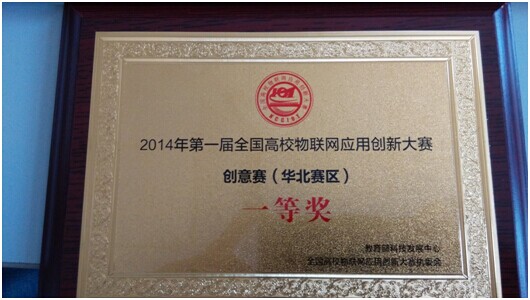 2014年第一届全国高校物联网应用创新大赛
创意赛（华北赛区）
一等奖
教育部科技发展中心
全国高校物联网应用创新大赛执委会